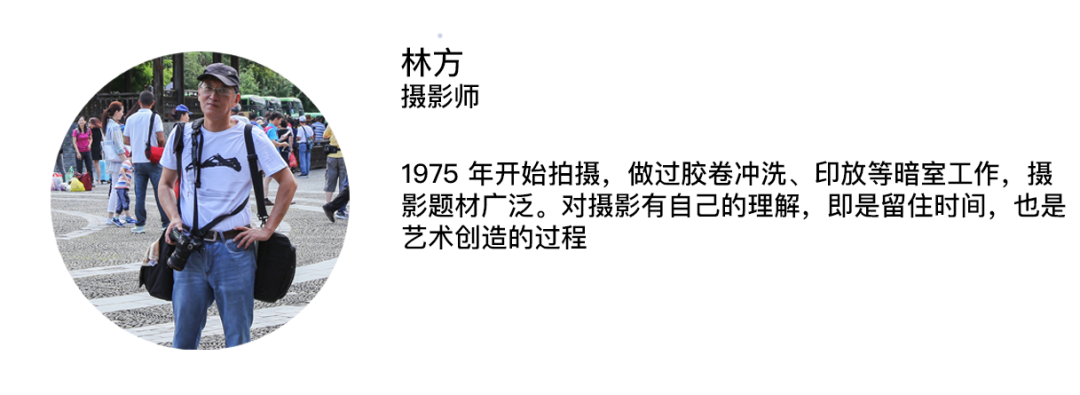 林方
摄影师
1975 年开始拍摄，做过胶卷冲洗、印放等暗室工作，摄
影题材广泛。对摄影有自己的理解，即是留住时间，也是
艺术创造的过程